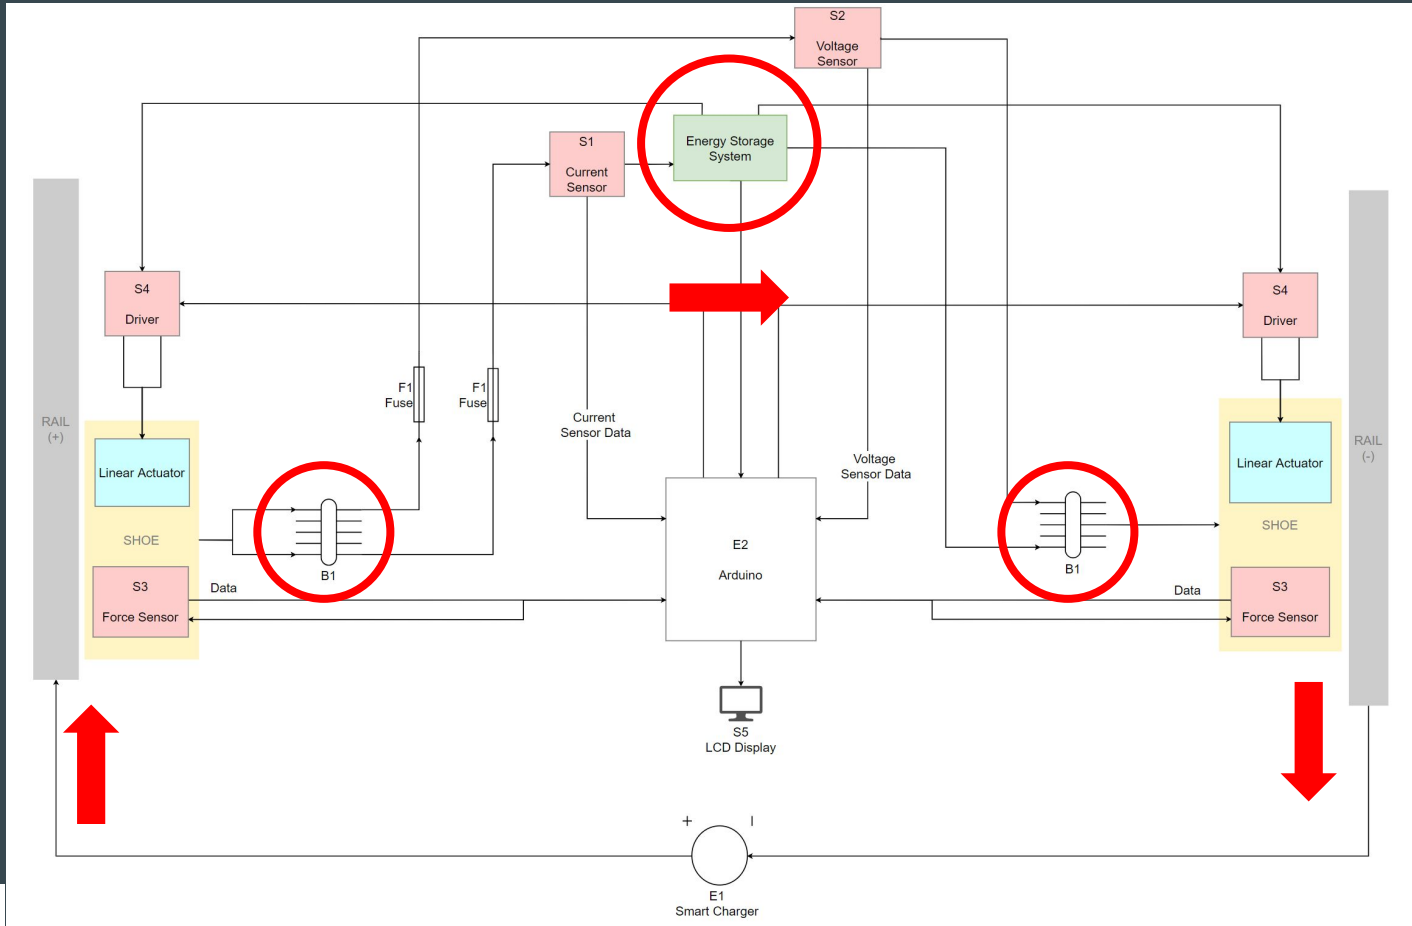 S2
Voltage
Sensor
S1
Current
Sensor
Energy Storage
System
S4
Driver
S4
Driver
RAIL
(+)
F1
Fuse
F1
Fuse
Current
Sensor Data
Voltage
Sensor Data
RAIL
(-)
Linear Actuator
SHOE
S3
Force Sensor
Data
B1
E2
Arduino
B1
Linear Actuator
SHOE
Data
S3
Force Sensor
S5
LCD Display
+
I
E1
Smart Charger